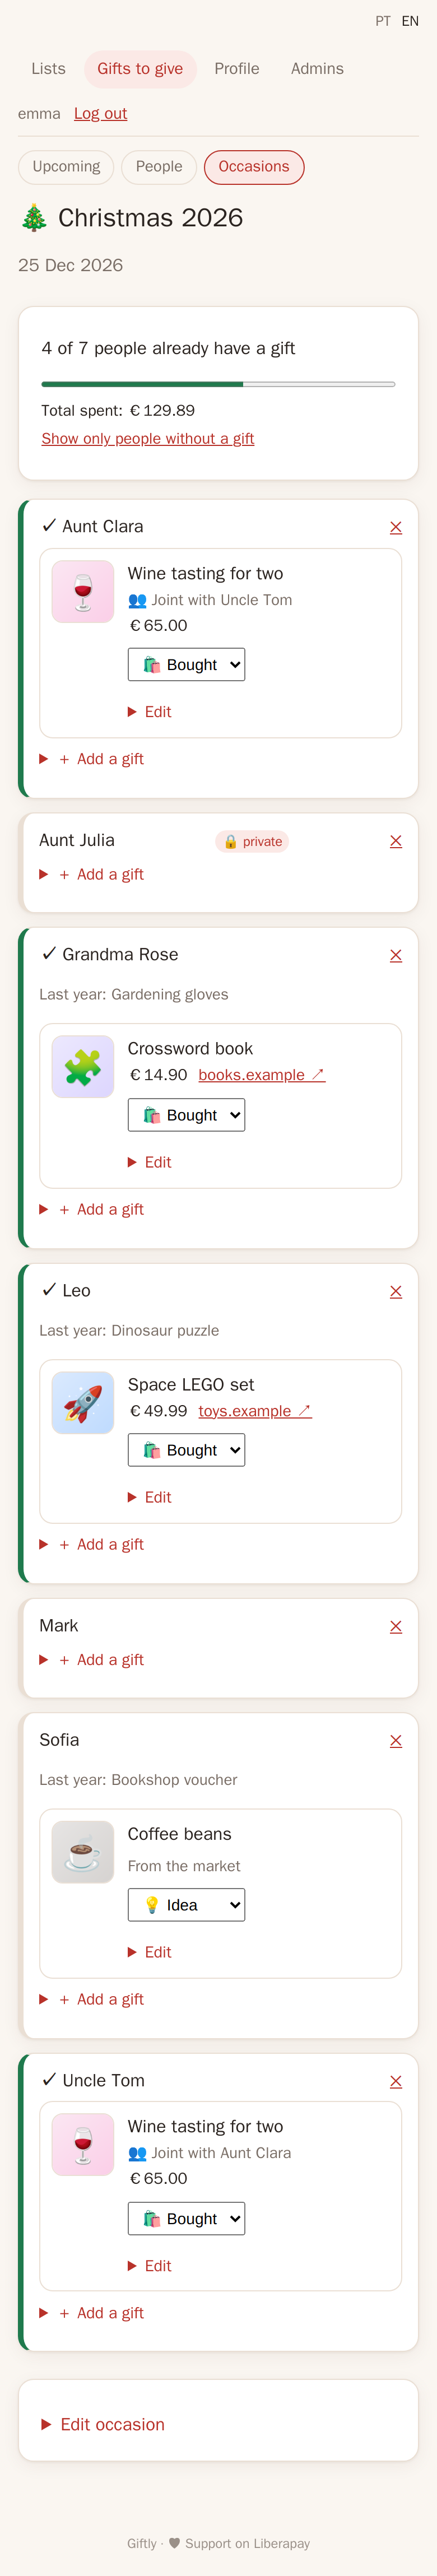 PT EN
Lists Gifts to give Profile Admins
emma Log out
Upcoming People Occasions
🎄 Christmas 2026
25 Dec 2026
4 of 7 people already have a gift
Total spent: €129.89
Show only people without a gift
✓ Aunt Clara ×
Wine tasting for two
👥 Joint with Uncle Tom
€65.00
🛍️ Bought
▶ Edit
▶ + Add a gift
Aunt Julia 🔒 private ×
▶ + Add a gift
✓ Grandma Rose ×
Last year: Gardening gloves
Crossword book
€14.90 books.example ↗
🛍️ Bought
▶ Edit
▶ + Add a gift
✓ Leo ×
Last year: Dinosaur puzzle
Space LEGO set
€49.99 toys.example ↗
🛍️ Bought
▶ Edit
▶ + Add a gift
Mark ×
▶ + Add a gift
Sofia ×
Last year: Bookshop voucher
Coffee beans
From the market
💡 Idea
▶ Edit
▶ + Add a gift
✓ Uncle Tom ×
Wine tasting for two
👥 Joint with Aunt Clara
€65.00
🛍️ Bought
▶ Edit
▶ + Add a gift
▶ Edit occasion
Giftly · ♥ Support on Liberapay